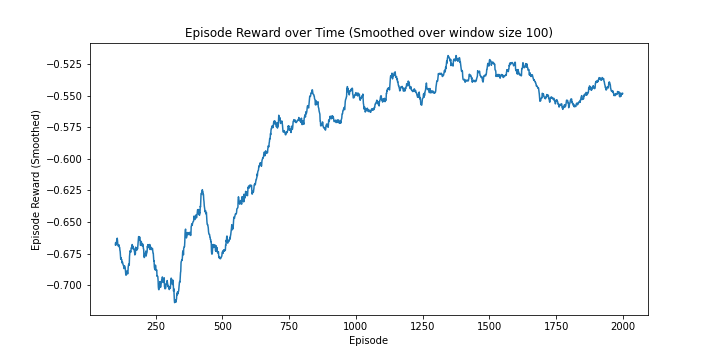 Episode Reward over Time (Smoothed over window size 100)
−0.525
−0.550
−0.575
−0.600
−0.625
−0.650
−0.675
−0.700
Episode Reward (Smoothed)
250 500 750 1000 1250 1500 1750 2000
Episode